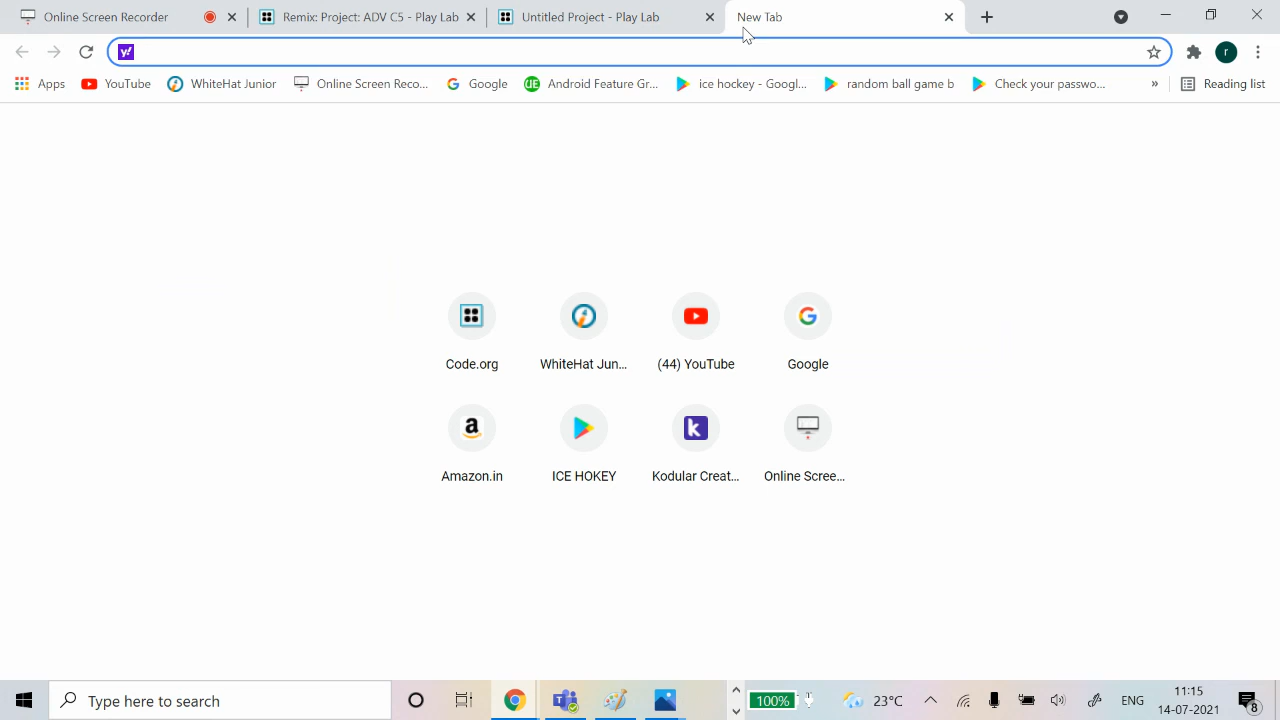 Online Screen Recorder
Remix: Project: ADV C5 - Play Lab
Untitled Project - Play Lab
New Tab
y!
r
Apps
YouTube
WhiteHat Junior
Online Screen Reco...
Google
Android Feature Gr...
ice hockey - Googl...
random ball game b
Check your passwo...
»
Reading list
Code.org
WhiteHat Jun...
(44) YouTube
Google
Amazon.in
ICE HOKEY
Kodular Creat...
Online Scree...
Type here to search
100%
23°C
ENG
11:15
14-07-2021
8